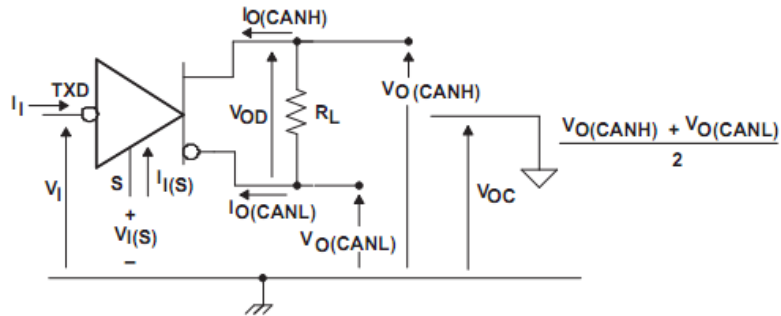 IO(CANH)
TXD
II
VOD
RL
VO(CANH)
VO(CANH) + VO(CANL)
2
VI
S
II(S)
+
VI(S)
–
IO(CANL)
VO(CANL)
VOC